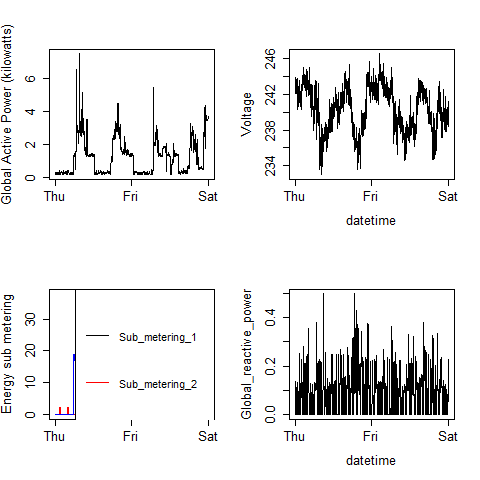 Global Active Power (kilowatts)
0 2 4 6
Thu Fri Sat
Voltage
234 238 242 246
Thu Fri Sat
datetime
Energy sub metering
0 10 20 30
Sub_metering_1
Sub_metering_2
Thu Fri Sat
Global_reactive_power
0.0 0.2 0.4
Thu Fri Sat
datetime